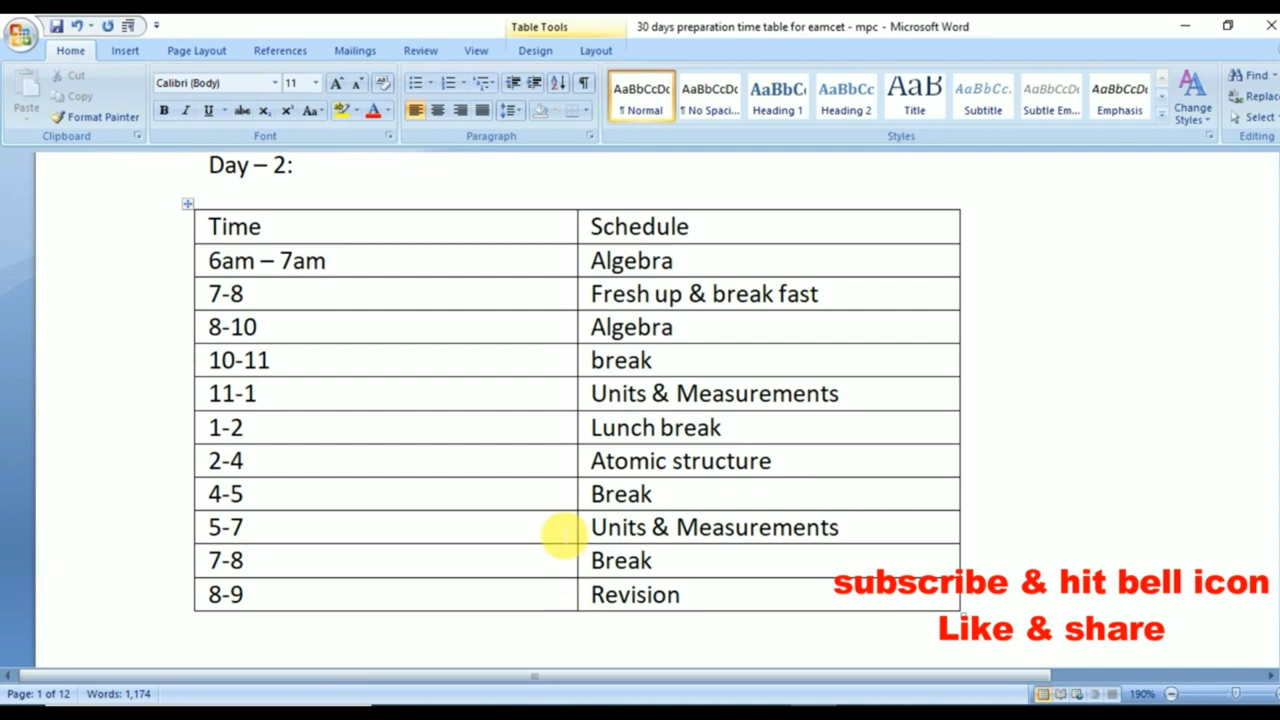 Table Tools
30 days preparation time table for eamcet - mpc - Microsoft Word
Home Insert Page Layout References Mailings Review View Design Layout
Cut
Copy
Format Painter
Paste
Clipboard
Calibri (Body) 11
B I U abc x₂ x² Aa
Font
Paragraph
AaBbCcDc AaBbCcDc AaBbC AaBbCc AaB AaBbCc. AaBbCcDc AaBbCcDc
¶ Normal ¶ No Spaci... Heading 1 Heading 2 Title Subtitle Subtle Em... Emphasis
Change Styles
Styles
Find
Replac
Select
Editing
Day – 2:
Time Schedule
6am – 7am Algebra
7-8 Fresh up & break fast
8-10 Algebra
10-11 break
11-1 Units & Measurements
1-2 Lunch break
2-4 Atomic structure
4-5 Break
5-7 Units & Measurements
7-8 Break
8-9 Revision
subscribe & hit bell icon
Like & share
Page: 1 of 12 Words: 1,174 190%